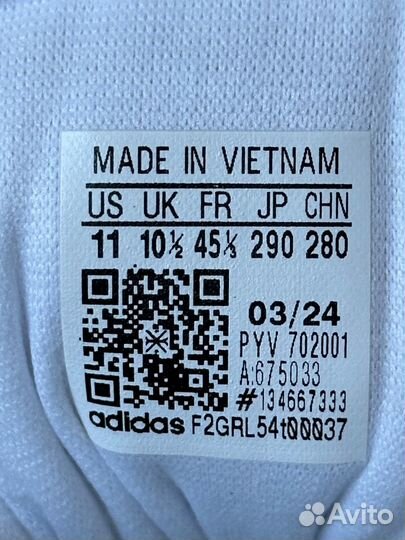 MADE IN VIETNAM
US UK FR JP CHN
11 10½ 45⅓ 290 280
03/24
PYV 702001
A:675033
#134667333
adidas F2GRL54t00037
Avito